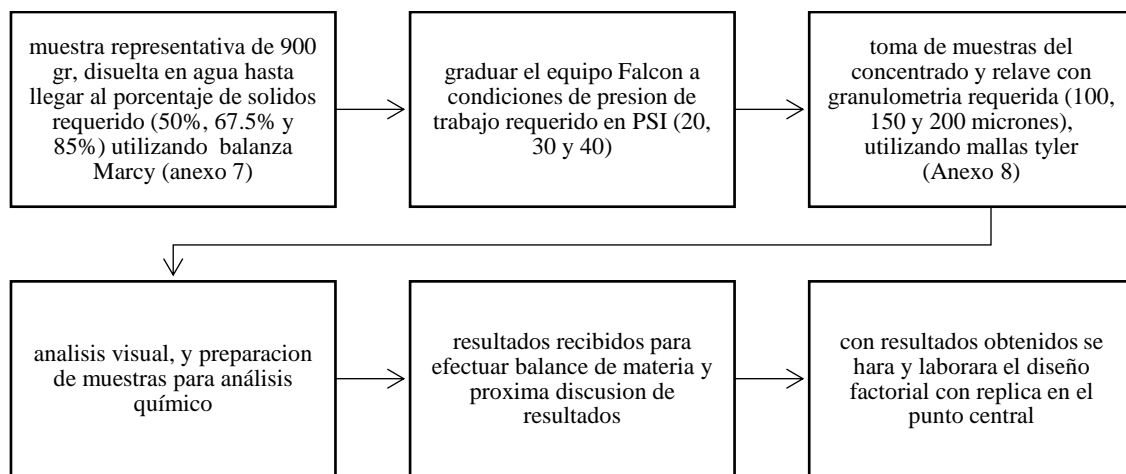 muestra representativa de 900
gr, disuelta en agua hasta
llegar al porcentaje de solidos
requerido (50%, 67.5% y
85%) utilizando balanza
Marcy (anexo 7)
graduar el equipo Falcon a
condiciones de presion de
trabajo requerido en PSI (20,
30 y 40)
toma de muestras del
concentrado y relave con
granulometria requerida (100,
150 y 200 micrones),
utilizando mallas tyler
(Anexo 8)
analisis visual, y preparacion
de muestras para análisis
químico
resultados recibidos para
efectuar balance de materia y
proxima discusion de
resultados
con resultados obtenidos se
hara y laborara el diseño
factorial con replica en el
punto central